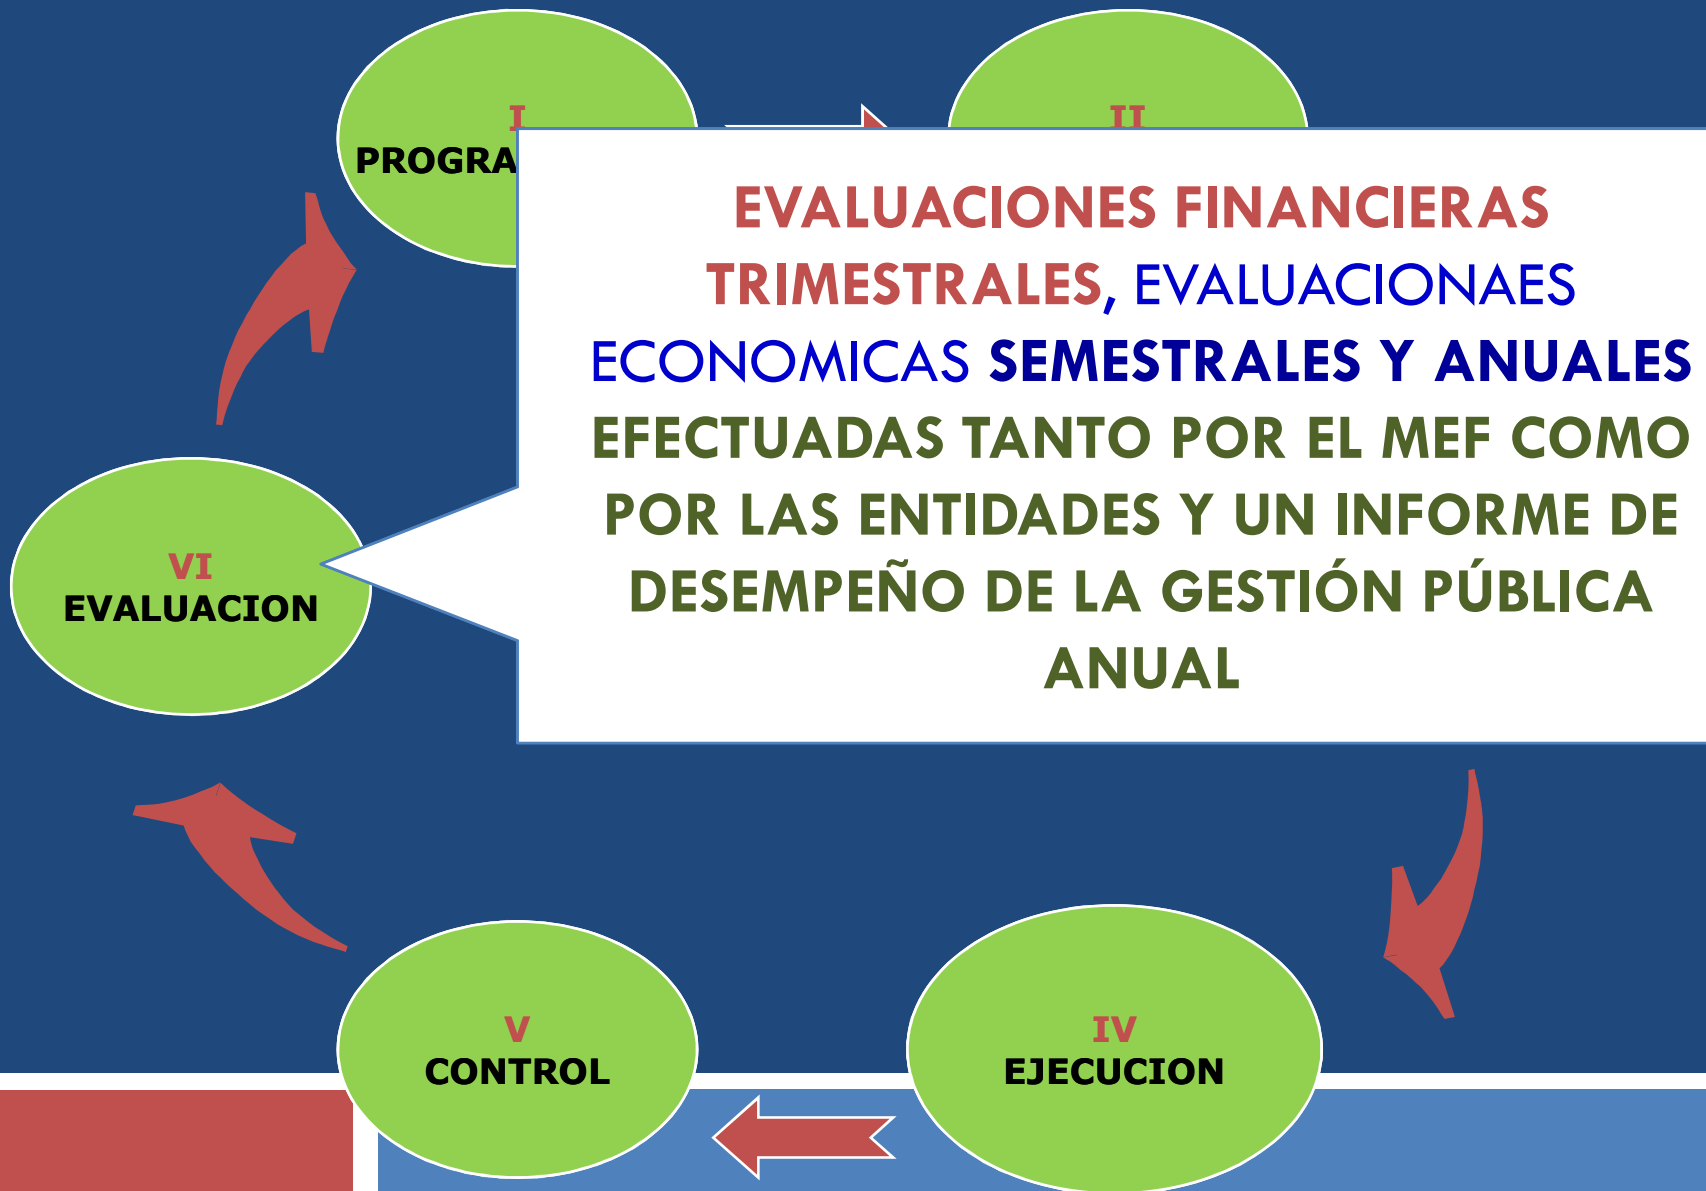 I
PROGRA
II
EVALUACIONES FINANCIERAS
TRIMESTRALES, EVALUACIONAES
ECONOMICAS SEMESTRALES Y ANUALES
EFECTUADAS TANTO POR EL MEF COMO
POR LAS ENTIDADES Y UN INFORME DE
DESEMPEÑO DE LA GESTIÓN PÚBLICA
ANUAL
VI
EVALUACION
V
CONTROL
IV
EJECUCION